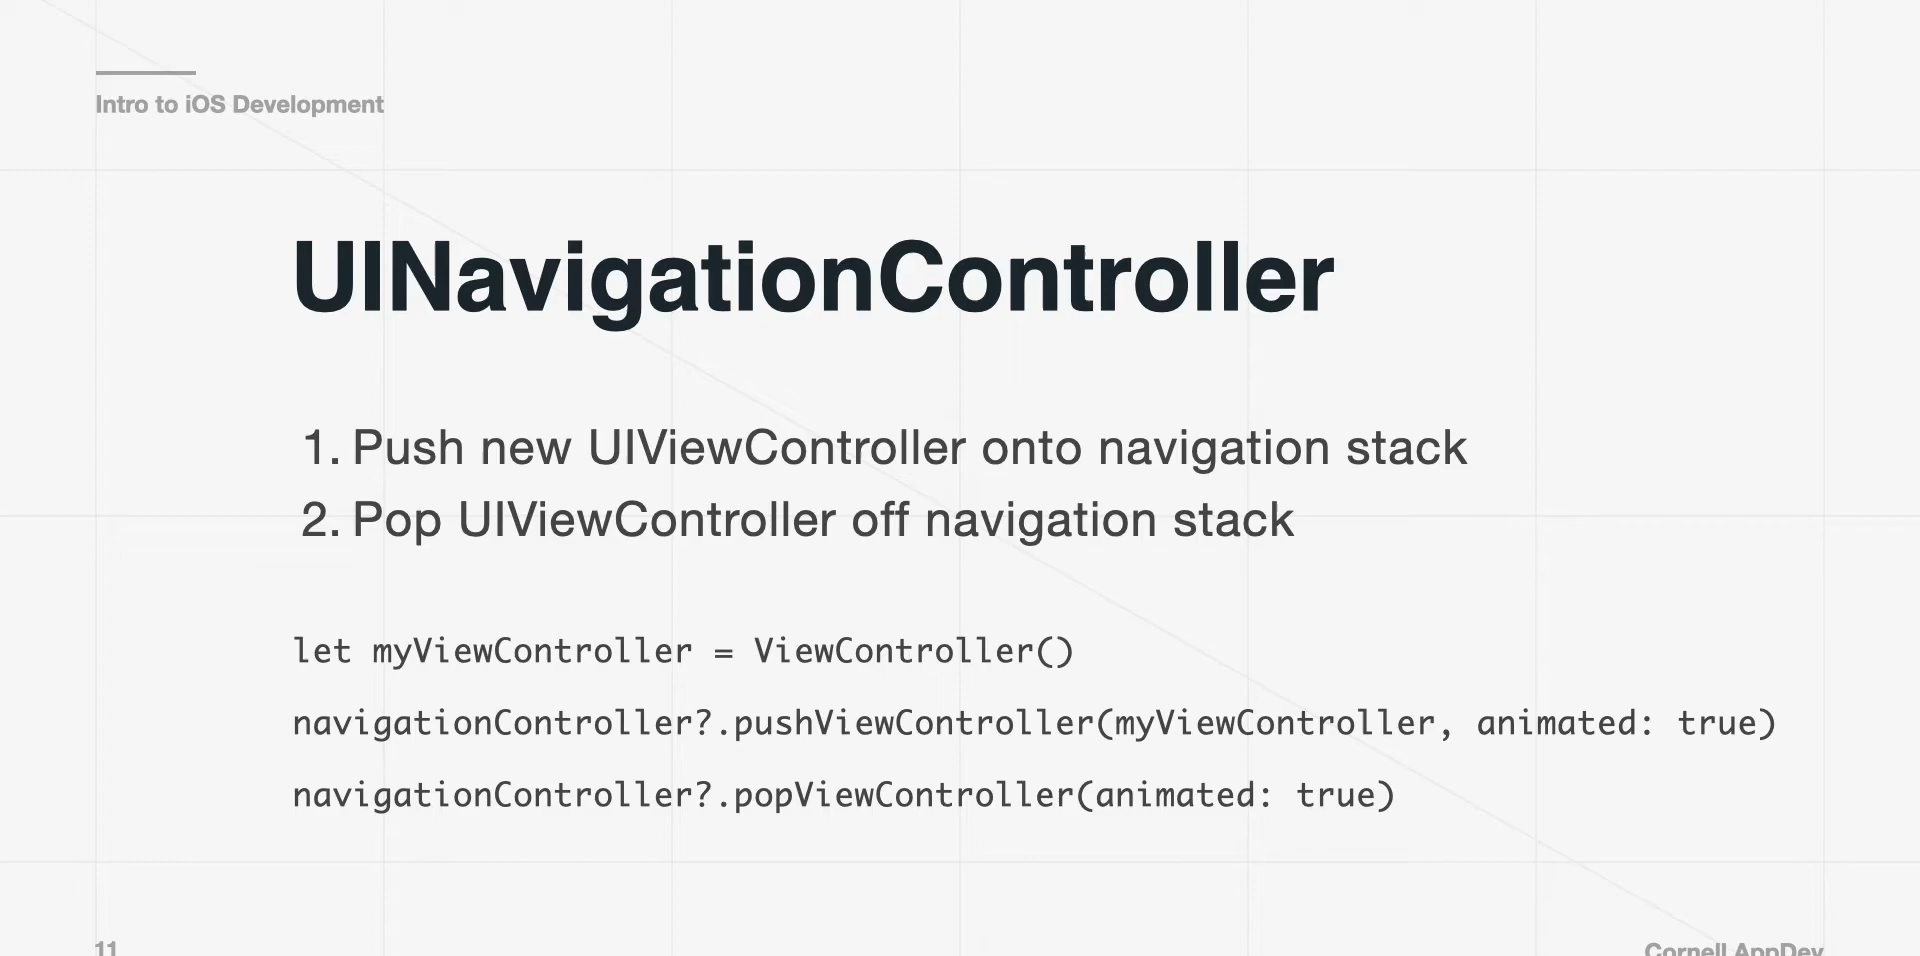 Intro to iOS Development
UINavigationController
1. Push new UIViewController onto navigation stack
2. Pop UIViewController off navigation stack
let myViewController = ViewController()
navigationController?.pushViewController(myViewController, animated: true)
navigationController?.popViewController(animated: true)
11
Cornell AppDev